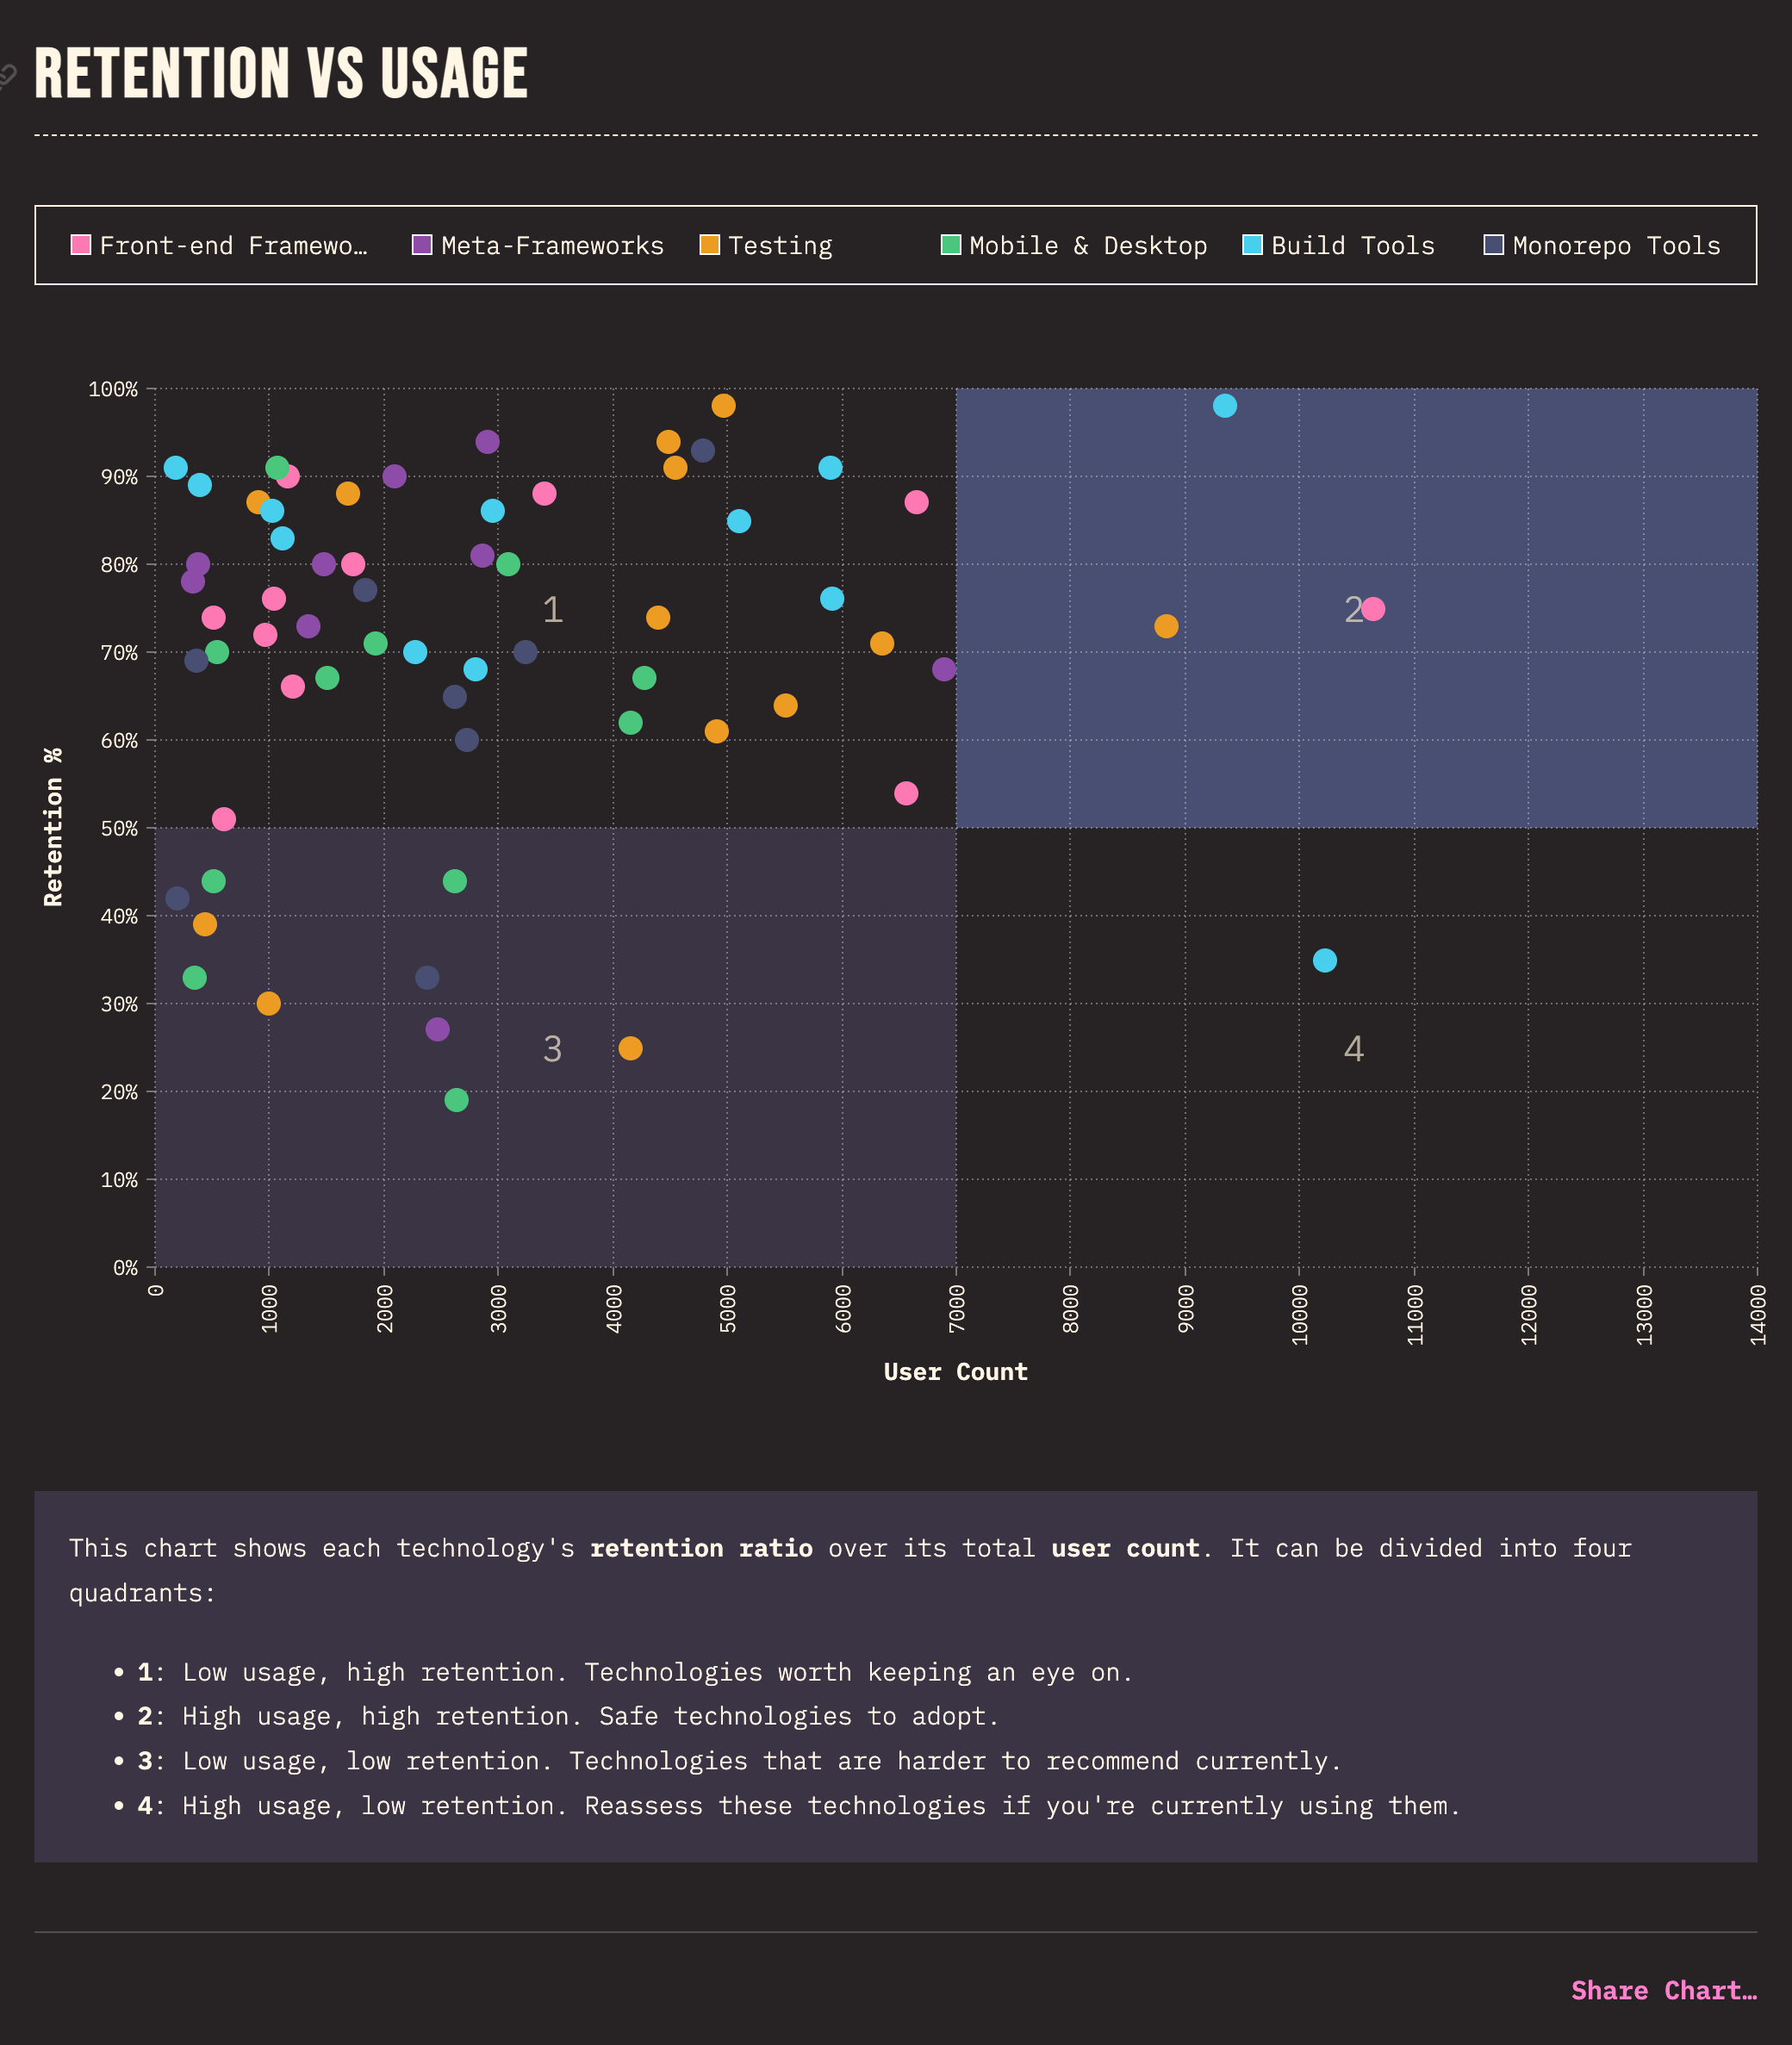 RETENTION VS USAGE
Front-end Framewo… Meta-Frameworks Testing Mobile & Desktop Build Tools Monorepo Tools
100%
90%
80%
70%
60%
50%
40%
30%
20%
10%
0%
Retention %
1
2
3
4
0 1000 2000 3000 4000 5000 6000 7000 8000 9000 10000 11000 12000 13000 14000
User Count
This chart shows each technology's retention ratio over its total user count. It can be divided into four
quadrants:
• 1: Low usage, high retention. Technologies worth keeping an eye on.
• 2: High usage, high retention. Safe technologies to adopt.
• 3: Low usage, low retention. Technologies that are harder to recommend currently.
• 4: High usage, low retention. Reassess these technologies if you're currently using them.
Share Chart…